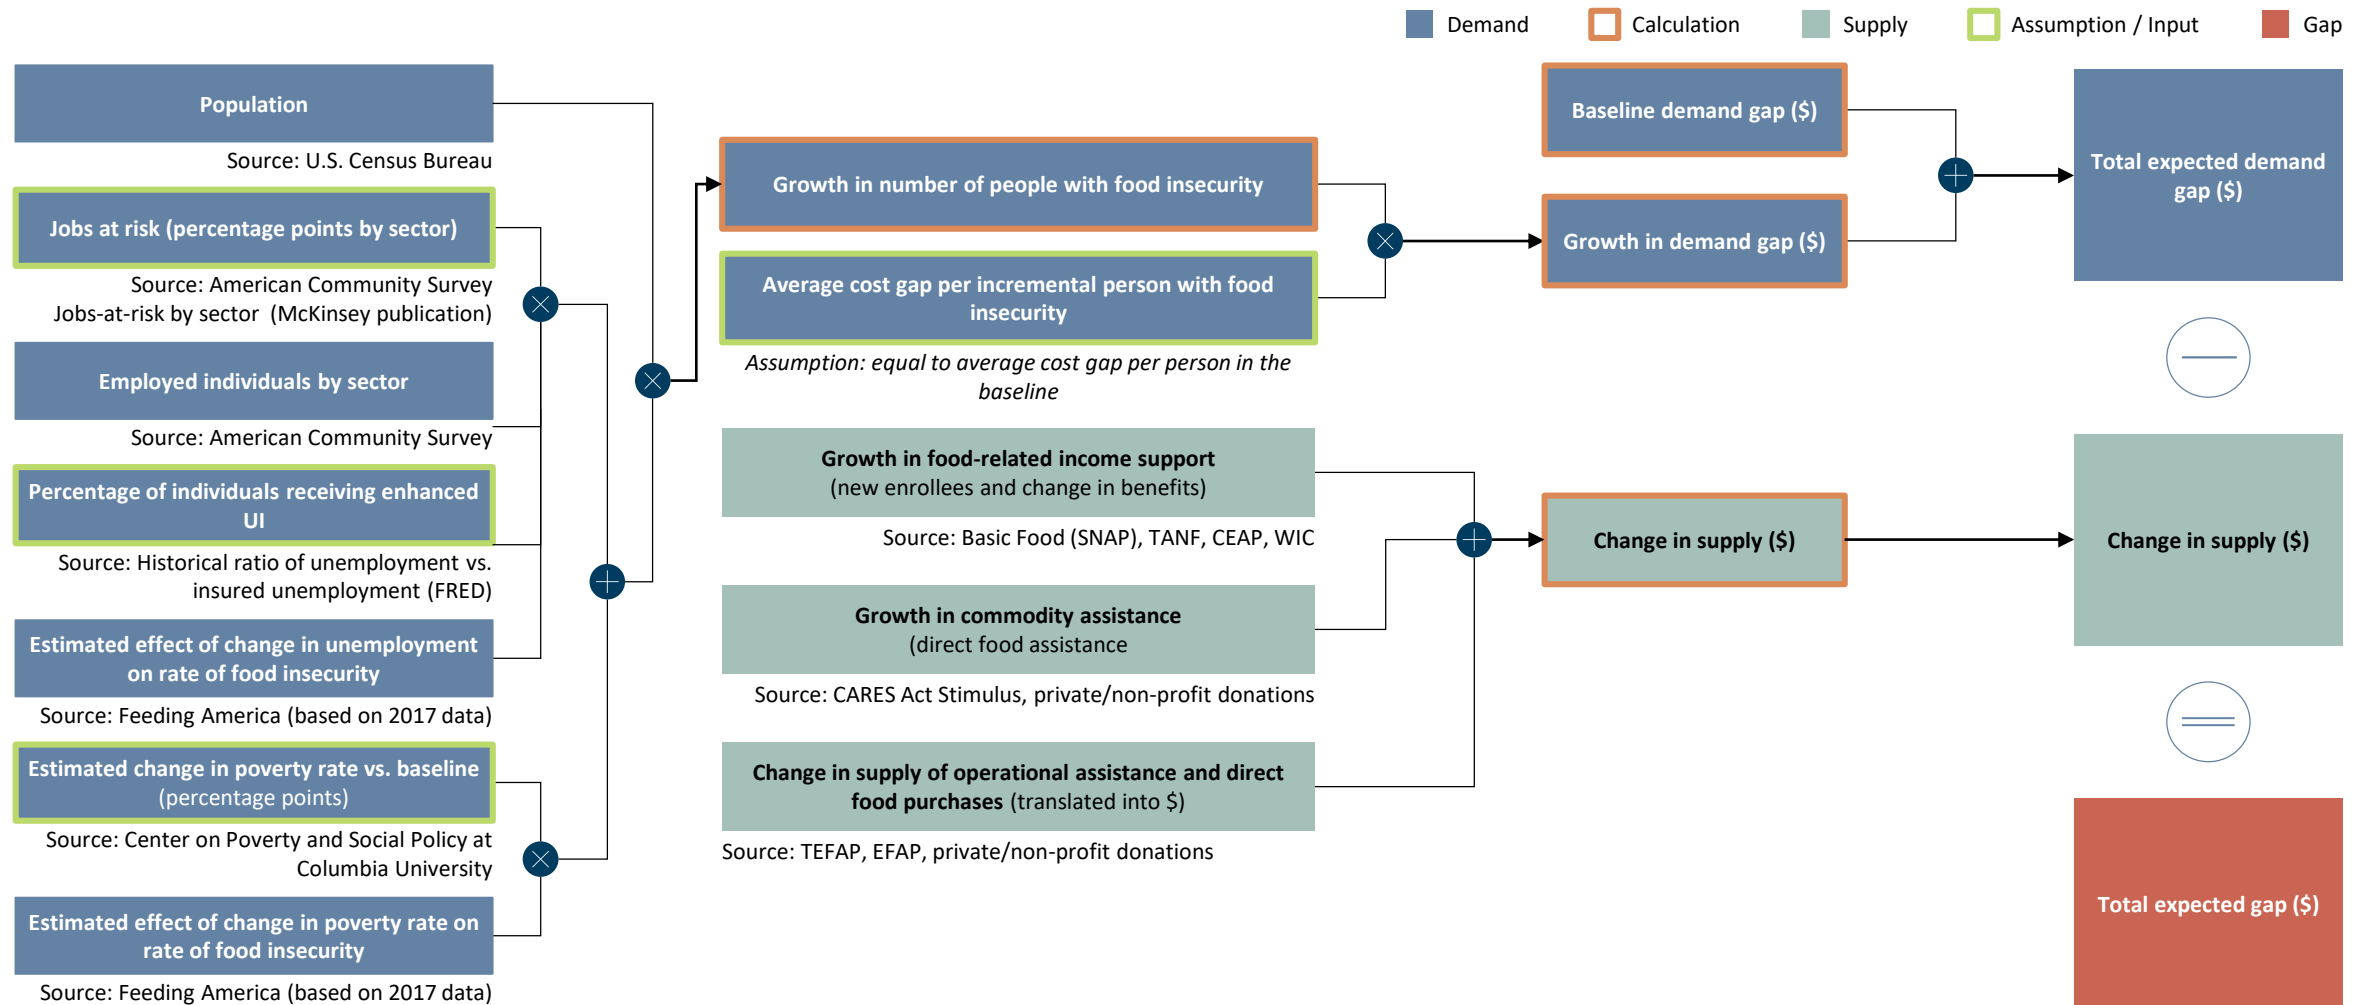 Demand
Calculation
Supply
Assumption / Input
Gap
Population
Source: U.S. Census Bureau
Jobs at risk (percentage points by sector)
Source: American Community Survey
Jobs-at-risk by sector  (McKinsey publication)
Employed individuals by sector
Source: American Community Survey
Percentage of individuals receiving enhanced
UI
Source: Historical ratio of unemployment vs.
insured unemployment (FRED)
Estimated effect of change in unemployment
on rate of food insecurity
Source: Feeding America (based on 2017 data)
Estimated change in poverty rate vs. baseline
(percentage points)
Source: Center on Poverty and Social Policy at
Columbia University
Estimated effect of change in poverty rate on
rate of food insecurity
Source: Feeding America (based on 2017 data)
Growth in number of people with food insecurity
Average cost gap per incremental person with food
insecurity
Assumption: equal to average cost gap per person in the
baseline
Growth in food-related income support
(new enrollees and change in benefits)
Source: Basic Food (SNAP), TANF, CEAP, WIC
Growth in commodity assistance
(direct food assistance
Source: CARES Act Stimulus, private/non-profit donations
Change in supply of operational assistance and direct
food purchases (translated into $)
Source: TEFAP, EFAP, private/non-profit donations
Baseline demand gap ($)
Growth in demand gap ($)
Change in supply ($)
Total expected demand
gap ($)
Change in supply ($)
Total expected gap ($)